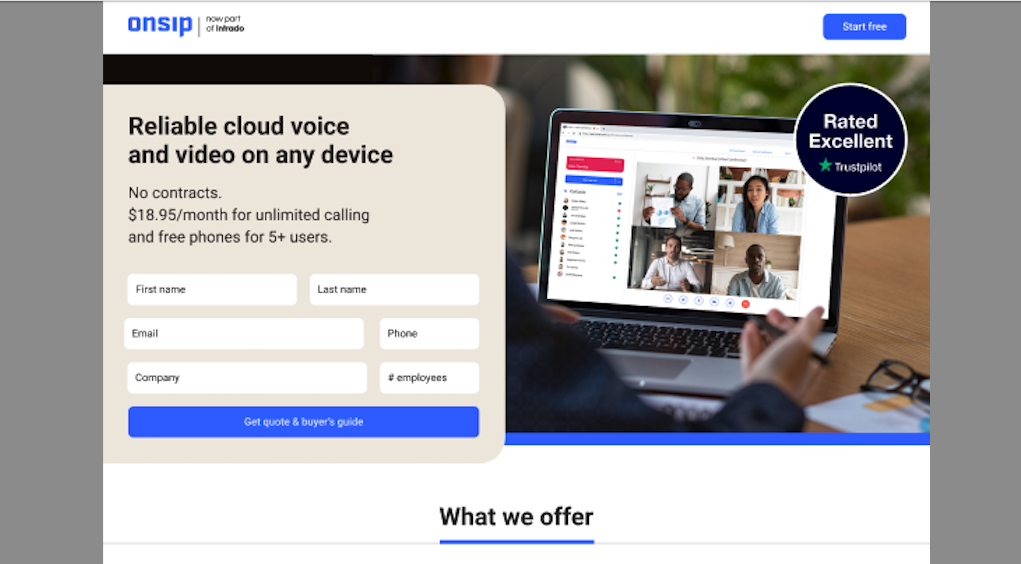 onsip
now part
of Intrado
Start free
Reliable cloud voice
and video on any device
No contracts.
$18.95/month for unlimited calling
and free phones for 5+ users.
First name
Last name
Email
Phone
Company
# employees
Get quote & buyer's guide
Rated
Excellent
Trustpilot
What we offer